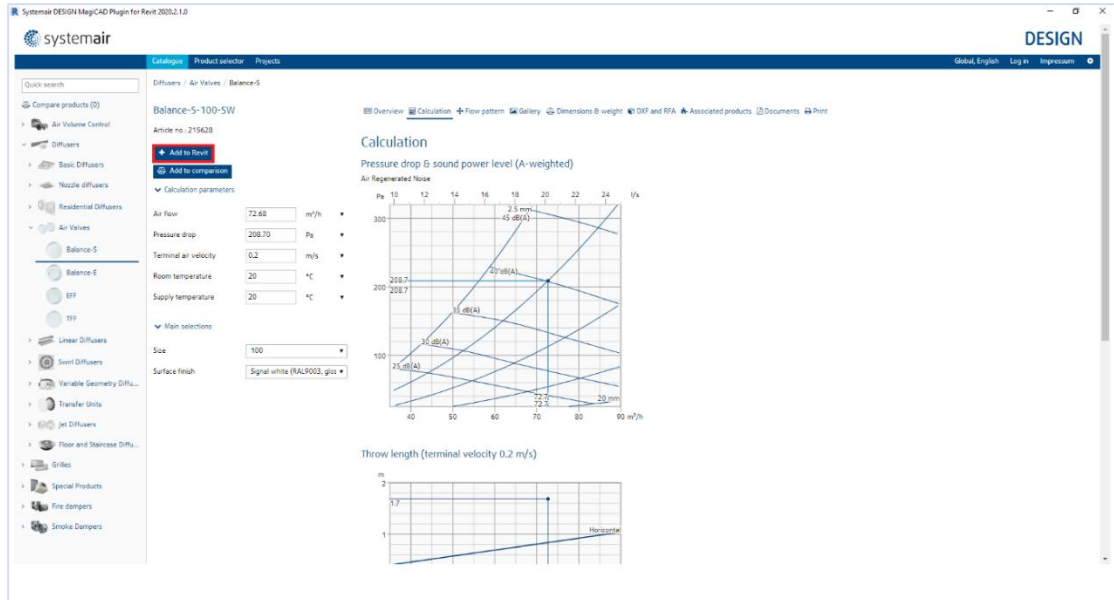 Systemair DESIGN MagiCAD Plugin for Revit 2020.2.1.0
systemair
DESIGN
Catalogue Product selector Projects
Global, English Log in Impressum
Quick search
Compare products (0)
Air Volume Control
Diffusers
Basic Diffusers
Nozzle diffusers
Residential Diffusers
Air Valves
Balance-S
Balance-E
EFF
TFF
Linear Diffusers
Swirl Diffusers
Variable Geometry Diffu...
Transfer Units
Jet Diffusers
Floor and Staircase Diffu...
Grilles
Special Products
Fire dampers
Smoke Dampers
Diffusers / Air Valves / Balance-S
Balance-S-100-SW
Article no.: 215628
Add to Revit
Add to comparison
Calculation parameters
Air flow 72.68 m³/h
Pressure drop 208.70 Pa
Terminal air velocity 0.2 m/s
Room temperature 20 °C
Supply temperature 20 °C
Main selections
Size 100
Surface finish Signal white (RAL9003, glos
Overview Calculation Flow pattern Gallery Dimensions & weight DXF and RFA Associated products Documents Print
Calculation
Pressure drop & sound power level (A-weighted)
Air Regenerated Noise
Pa 10 12 14 16 18 20 22 24 l/s
2.5 mm
300 45 dB(A)
40 dB(A)
208.7
200 208.7
35 dB(A)
30 dB(A)
100
25 dB(A)
72.7 20 mm
72.7
40 50 60 70 80 90 m³/h
Throw length (terminal velocity 0.2 m/s)
m
2
1.7
Horizontal
1